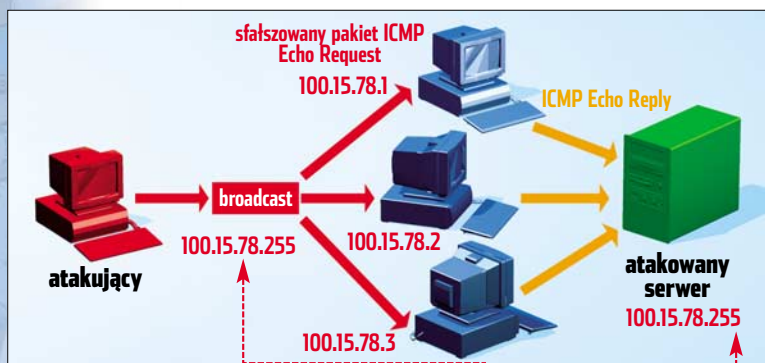 sfałszowany pakiet ICMP
Echo Request
100.15.78.1
ICMP Echo Reply
broadcast
100.15.78.255
100.15.78.2
atakujący
atakowany
serwer
100.15.78.255
100.15.78.3